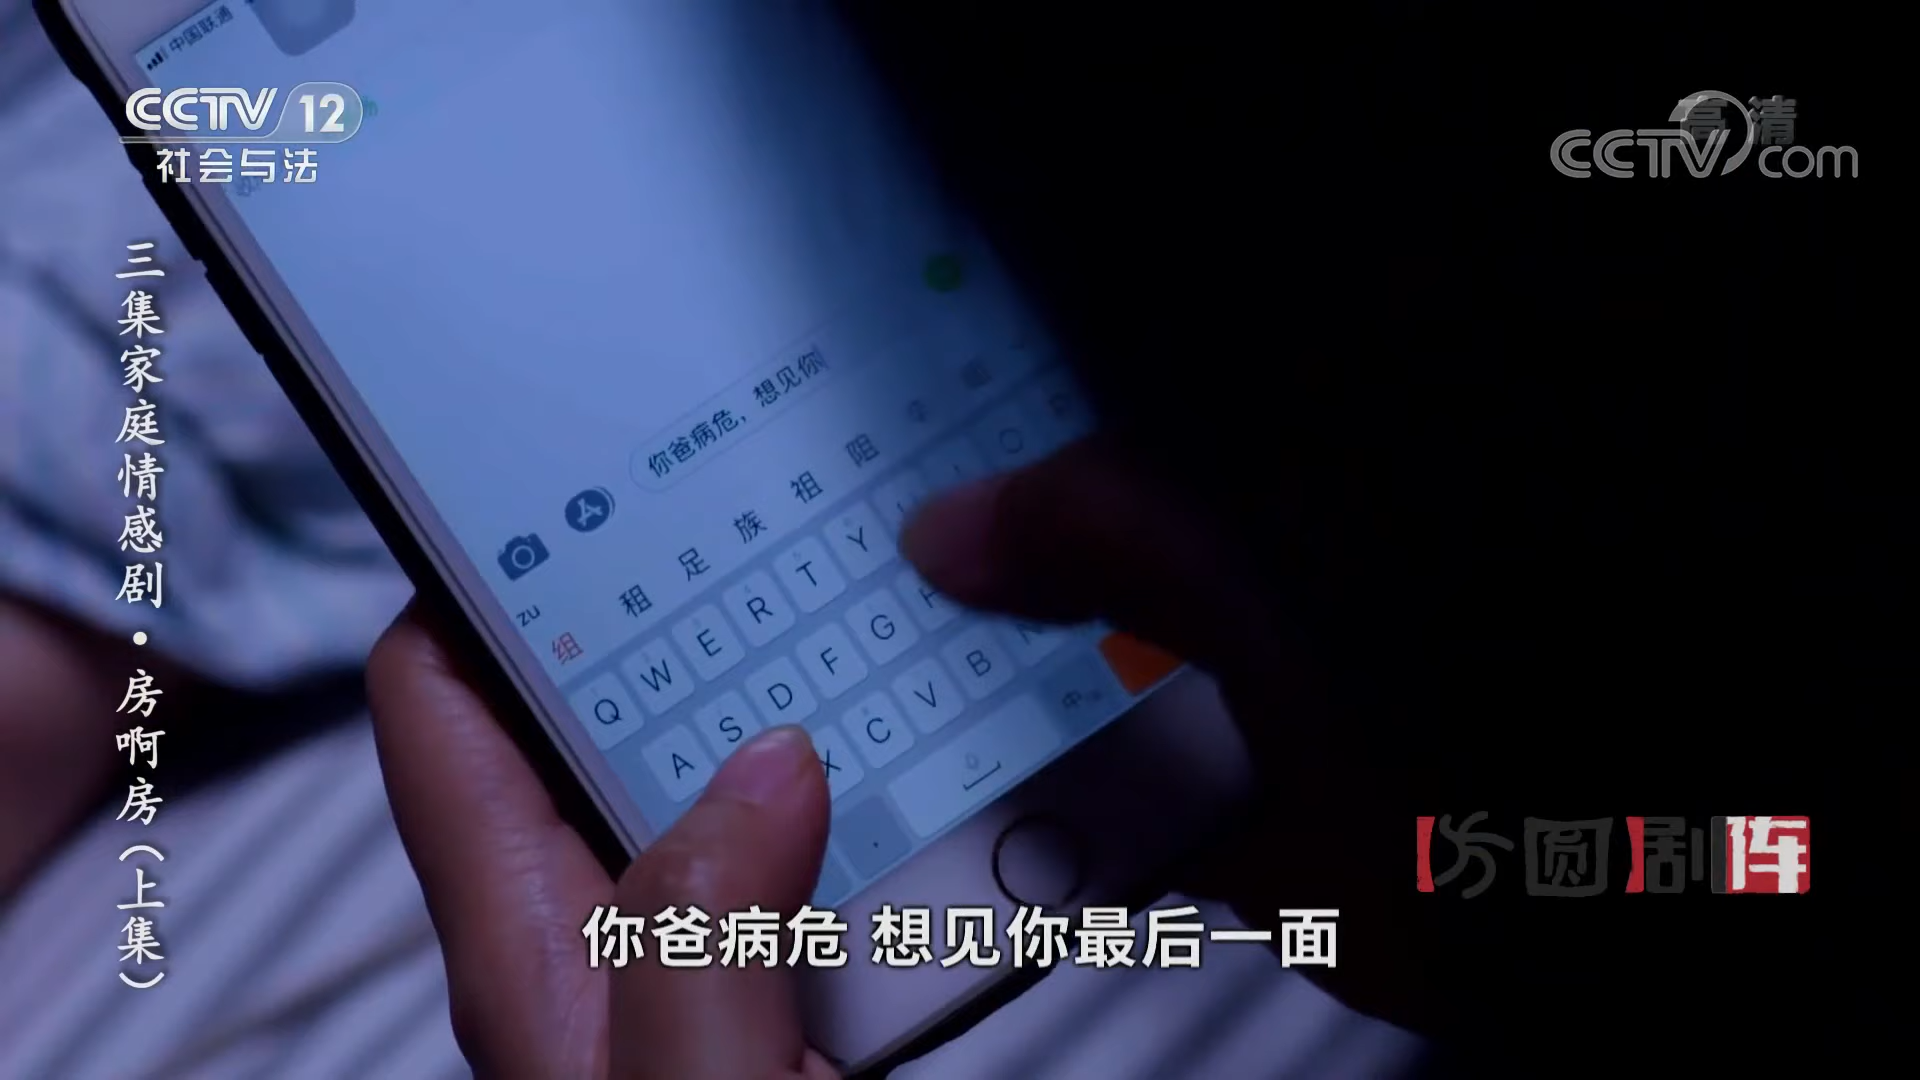 中国联通
CCTV 12
社会与法
高清
CCTV.com
三集家庭情感剧·房啊房(上集)
你爸病危，想见你
zu
组 租 足 族 祖 阻
Q W E R T Y
A S D F G H
X C V B N
中
【方圆】剧阵
你爸病危 想见你最后一面